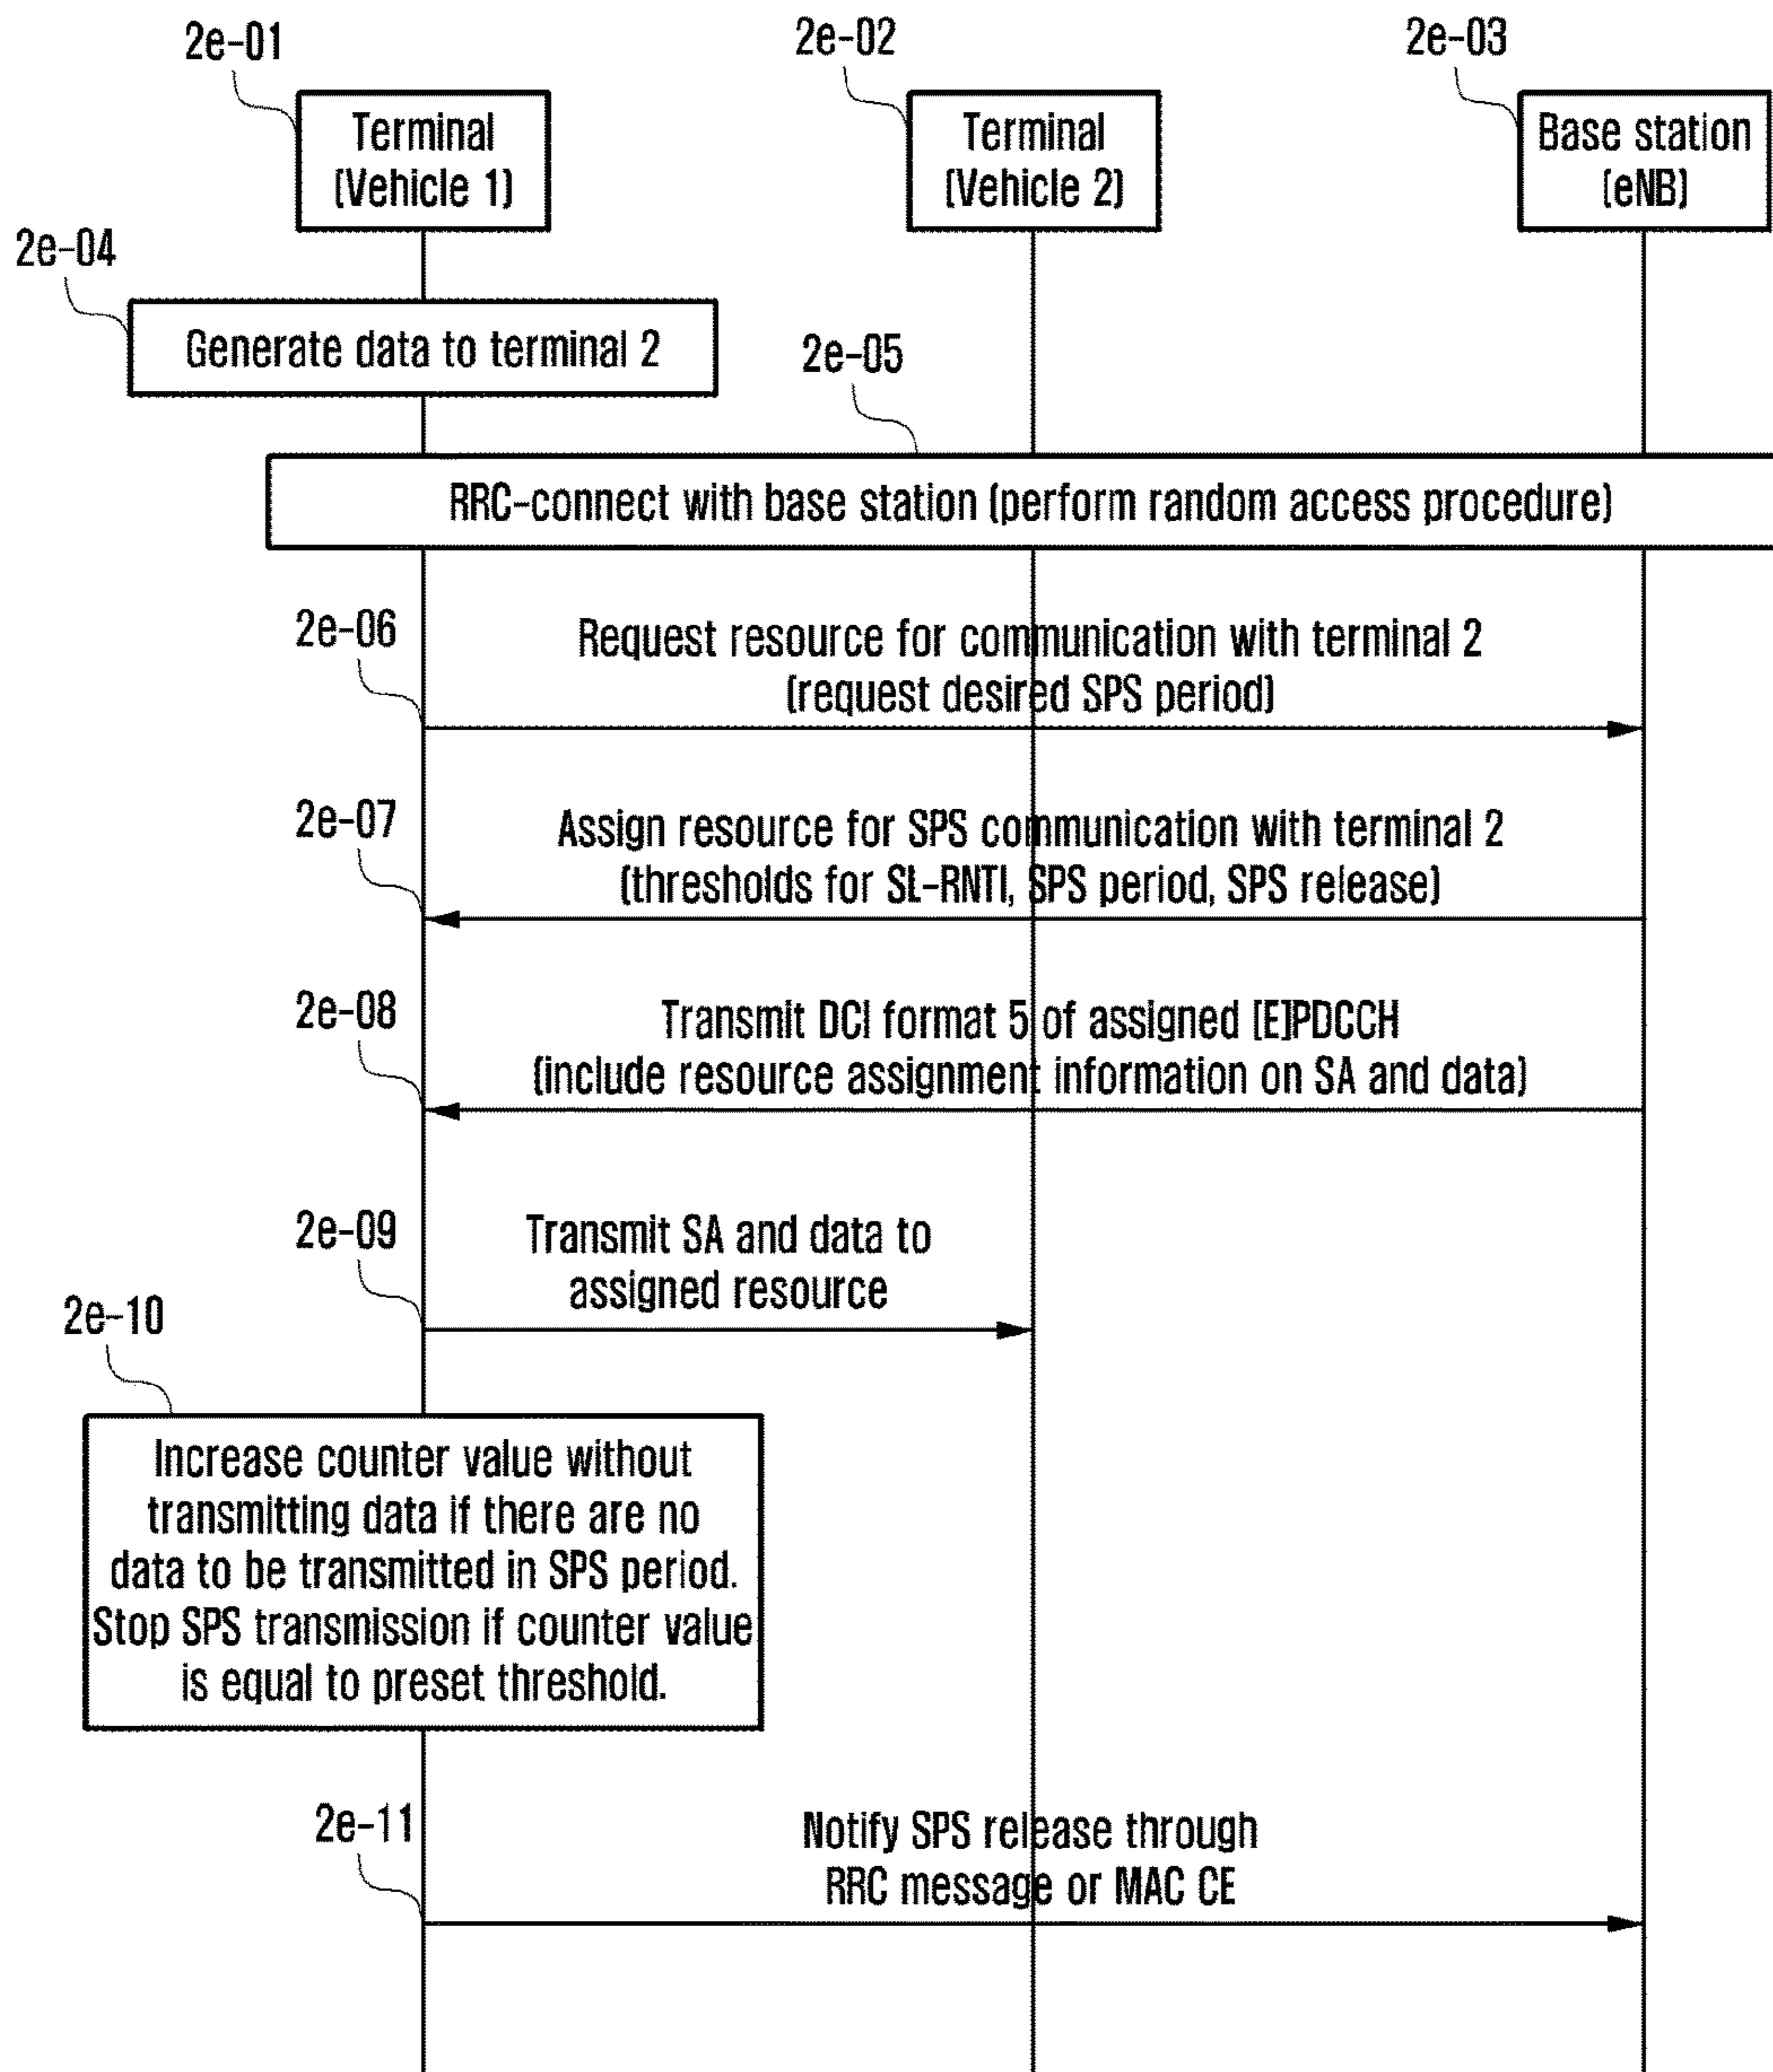 2e-01
2e-02
2e-03
Terminal
(Vehicle 1)
Terminal
(Vehicle 2)
Base station
(eNB)
2e-04
Generate data to terminal 2
2e-05
RRC-connect with base station (perform random access procedure)
2e-06
Request resource for communication with terminal 2
(request desired SPS period)
2e-07
Assign resource for SPS communication with terminal 2
(thresholds for SL-RNTI, SPS period, SPS release)
2e-08
Transmit DCI format 5 of assigned [E]PDCCH
(include resource assignment information on SA and data)
2e-09
Transmit SA and data to
assigned resource
2e-10
Increase counter value without
transmitting data if there are no
data to be transmitted in SPS period.
Stop SPS transmission if counter value
is equal to preset threshold.
2e-11
Notify SPS release through
RRC message or MAC CE